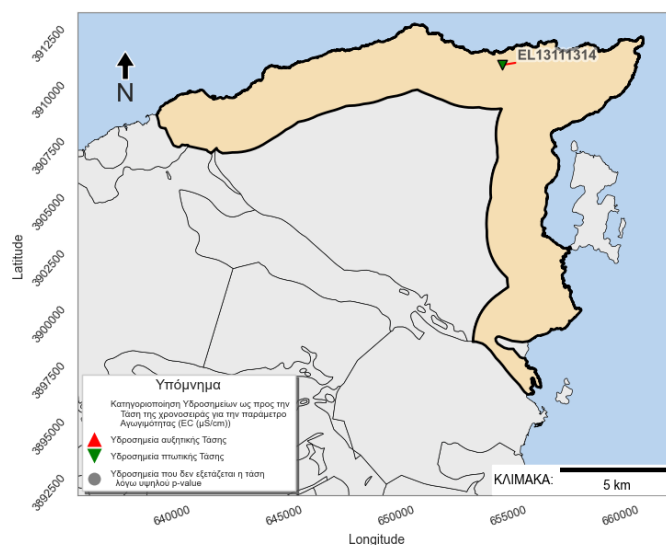 3912500
3910000
3907500
3905000
3902500
3900000
3897500
3895000
3892500
Latitude
N
EL13111314
Υπόμνημα
Κατηγοριοποίηση Υδροσημείων ως προς την
Τάση της χρονοσειράς για την παράμετρο
Αγωγιμότητας (EC (μS/cm))
Υδροσημεία αυξητικής Τάσης
Υδροσημεία πτωτικής Τάσης
Υδροσημεία που δεν εξετάζεται η τάση
λόγω υψηλού p-value
ΚΛΙΜΑΚΑ:
5 km
640000
645000
650000
655000
660000
Longitude